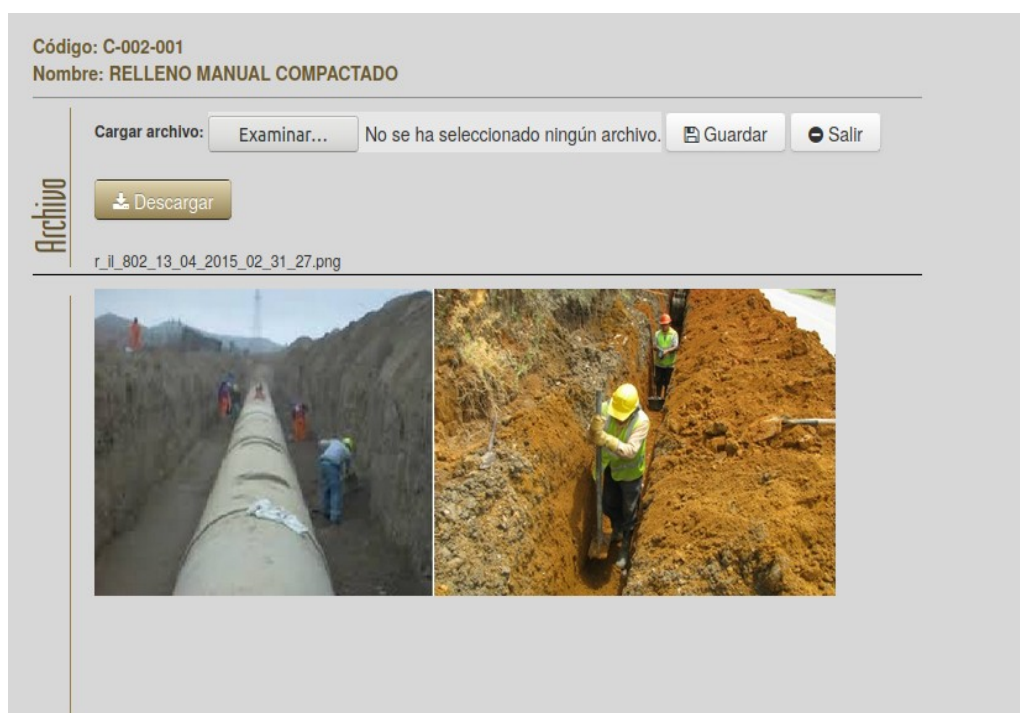 Código: C-002-001
Nombre: RELLENO MANUAL COMPACTADO
Cargar archivo: Examinar... No se ha seleccionado ningún archivo. Guardar Salir
Archivo
Descargar
r_il_802_13_04_2015_02_31_27.png